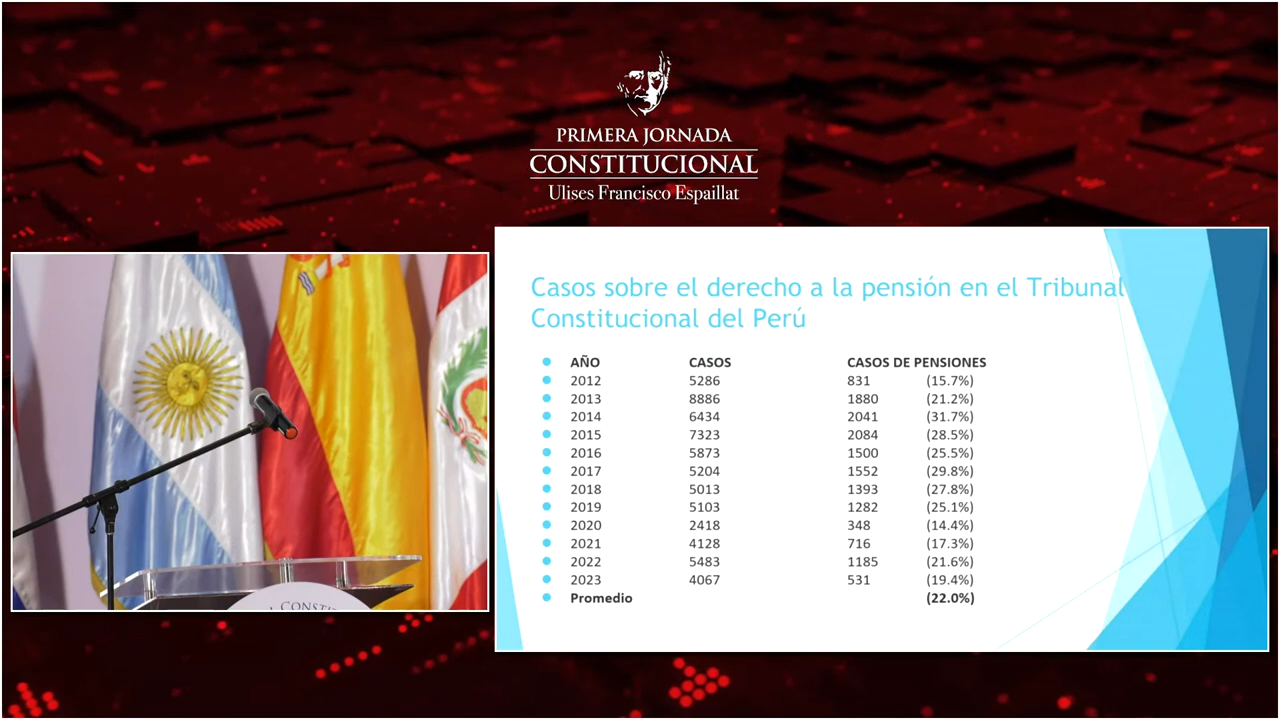 PRIMERA JORNADA
CONSTITUCIONAL
Ulises Francisco Espaillat
Casos sobre el derecho a la pensión en el Tribunal
Constitucional del Perú
AÑO CASOS CASOS DE PENSIONES
2012 5286 831 (15.7%)
2013 8886 1880 (21.2%)
2014 6434 2041 (31.7%)
2015 7323 2084 (28.5%)
2016 5873 1500 (25.5%)
2017 5204 1552 (29.8%)
2018 5013 1393 (27.8%)
2019 5103 1282 (25.1%)
2020 2418 348 (14.4%)
2021 4128 716 (17.3%)
2022 5483 1185 (21.6%)
2023 4067 531 (19.4%)
Promedio (22.0%)